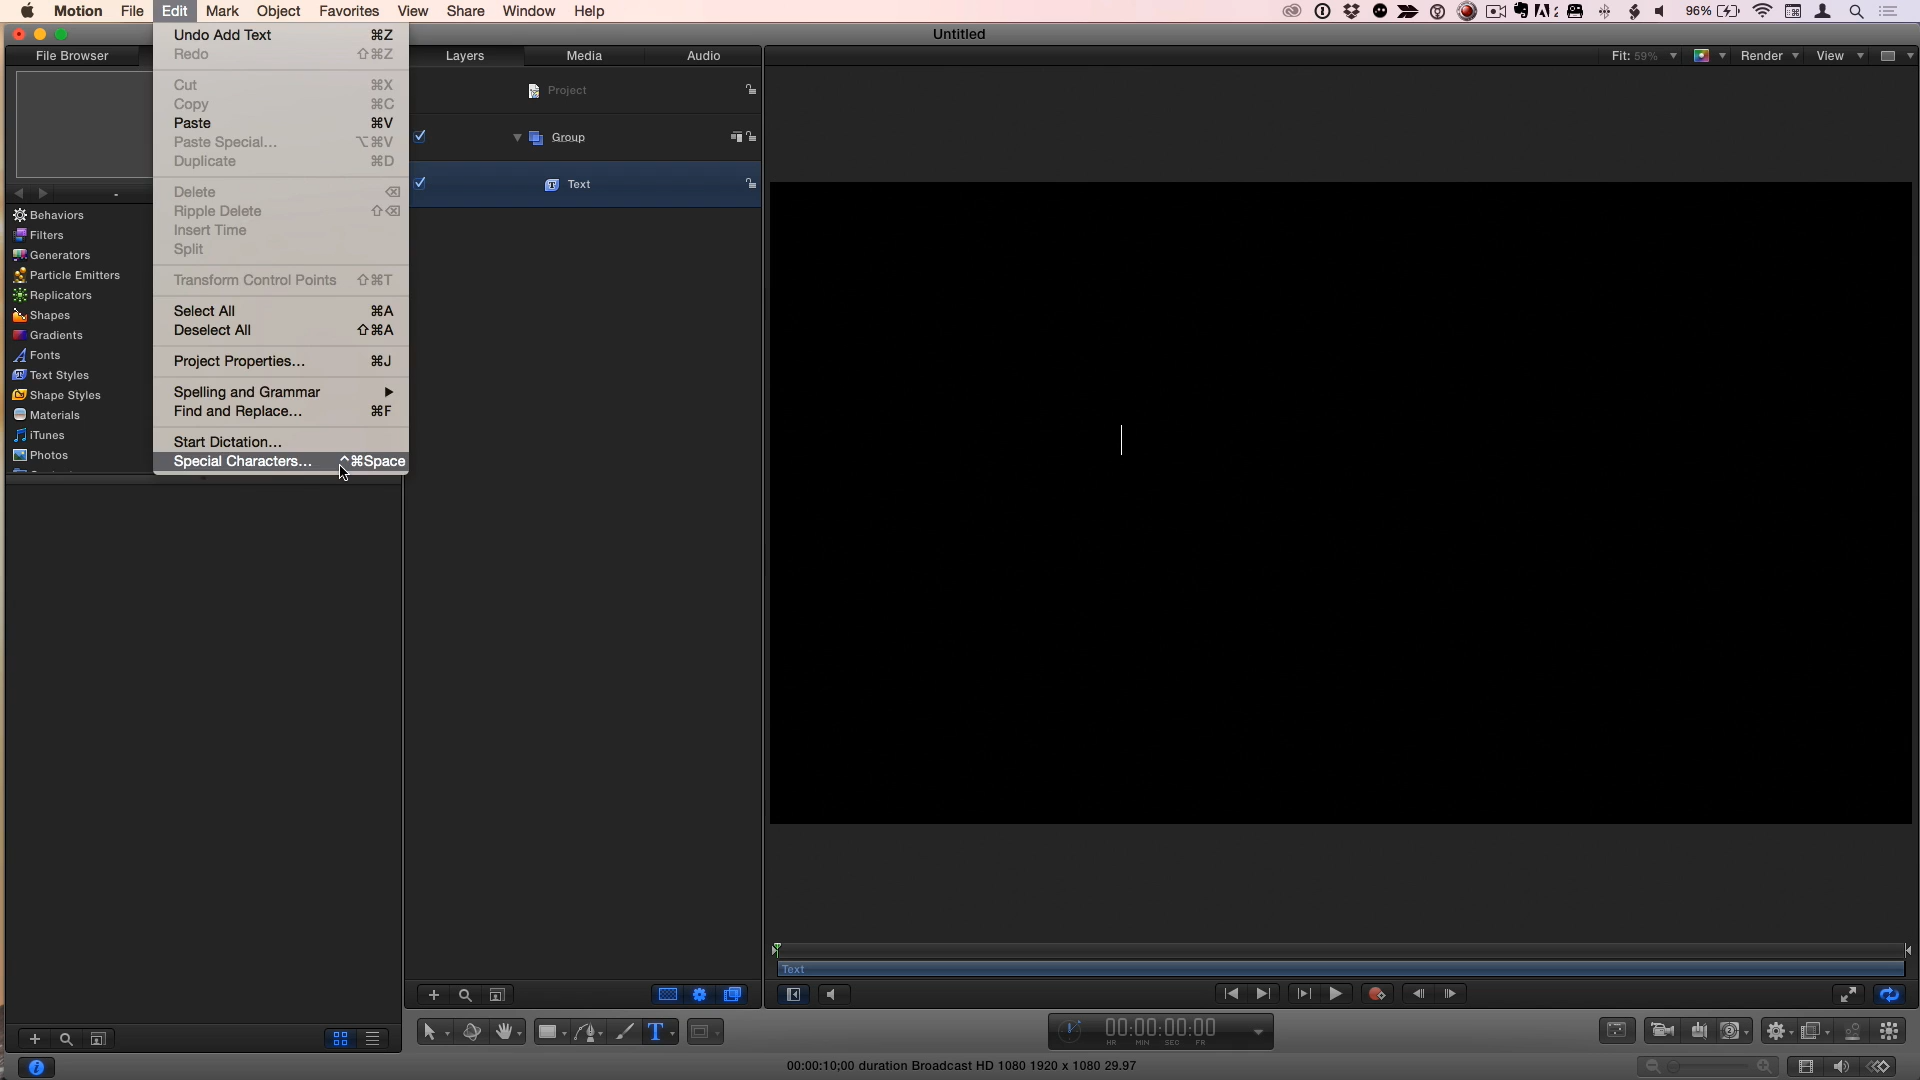 Motion File Edit Mark Object Favorites View Share Window Help 96%
Untitled
File Browser
Layers Media Audio
Fit: 59% Render View
Undo Add Text ⌘Z
Redo ⇧⌘Z
Cut ⌘X
Copy ⌘C
Paste ⌘V
Paste Special... ⌥⌘V
Duplicate ⌘D
Delete ⌫
Ripple Delete ⇧⌫
Insert Time
Split
Transform Control Points ⇧⌘T
Select All ⌘A
Deselect All ⇧⌘A
Project Properties... ⌘J
Spelling and Grammar
Find and Replace... ⌘F
Start Dictation...
Special Characters... ^⌘Space
Project
Group
Text
Behaviors
Filters
Generators
Particle Emitters
Replicators
Shapes
Gradients
Fonts
Text Styles
Shape Styles
Materials
iTunes
Photos
Text
T
00:00:00:00
HR MIN SEC FR
00:00:10;00 duration Broadcast HD 1080 1920 x 1080 29.97